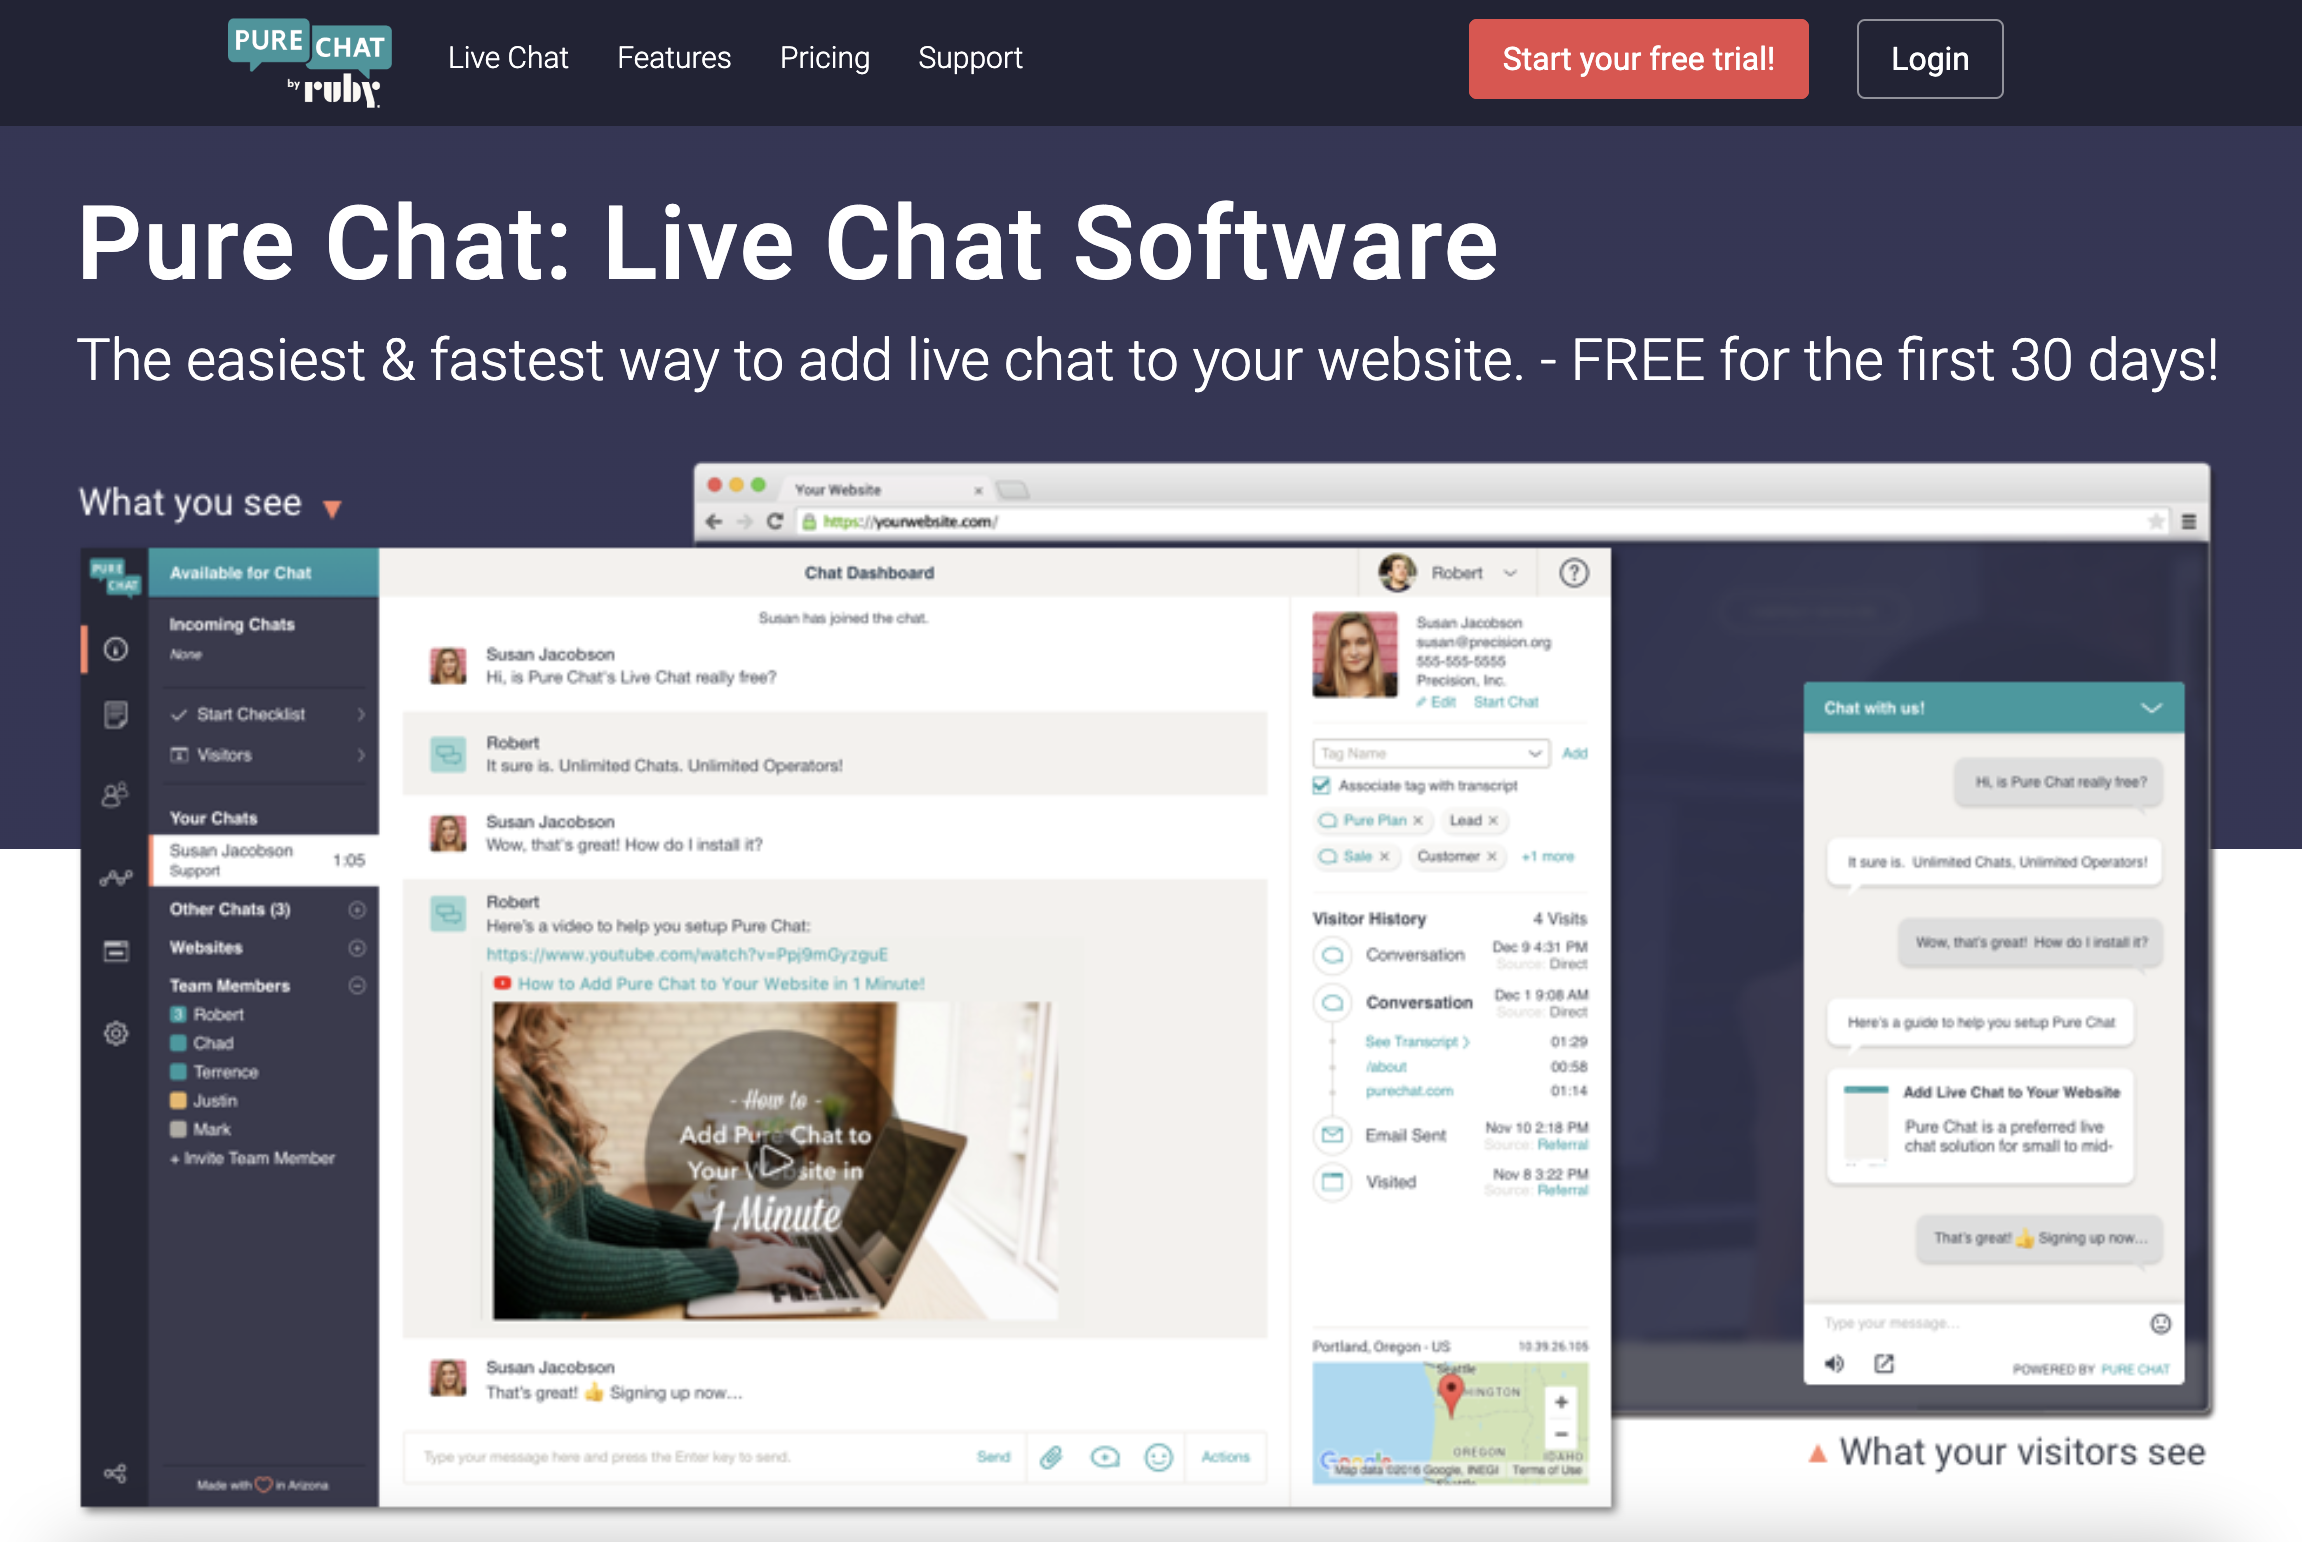 PURE CHAT
by ruby.
Live Chat
Features
Pricing
Support
Start your free trial!
Login
Pure Chat: Live Chat Software
The easiest & fastest way to add live chat to your website. - FREE for the first 30 days!
What you see
Your Website
https://yourwebsite.com/
PURE CHAT
Available for Chat
Incoming Chats
None
Start Checklist
Visitors
Your Chats
Susan Jacobson 1:05
Support
Other Chats (3)
Websites
Team Members
3 Robert
Chad
Terrence
Justin
Mark
+ Invite Team Member
Made with in Arizona
Chat Dashboard
Robert
?
Susan has joined the chat.
Susan Jacobson
Hi, is Pure Chat's Live Chat really free?
Robert
It sure is. Unlimited Chats. Unlimited Operators!
Susan Jacobson
Wow, that's great! How do I install it?
Robert
Here's a video to help you setup Pure Chat:
https://www.youtube.com/watch?v=Ppj9mGyzguE
How to Add Pure Chat to Your Website in 1 Minute!
- How to -
Add Pure Chat to
Your Website in
1 Minute
Susan Jacobson
That's great! 👍 Signing up now...
Type your message here and press the Enter key to send.
Send
Actions
Susan Jacobson
susan@precision.org
555-555-5555
Precision, Inc.
Edit Start Chat
Tag Name
Add
Associate tag with transcript
Pure Plan ×
Lead ×
Sale ×
Customer ×
+1 more
Visitor History 4 Visits
Conversation Dec 9 4:31 PM
Source: Direct
Conversation Dec 1 9:08 AM
Source: Direct
See Transcript > 01:29
/about 00:58
purechat.com 01:14
Email Sent Nov 10 2:18 PM
Source: Referral
Visited Nov 8 3:22 PM
Source: Referral
Portland, Oregon - US 10.39.26.105
Seattle
HINGTON
OREGON
IDAHO
Google
Map data ©2016 Google, INEGI Terms of Use
Chat with us!
Hi, is Pure Chat really free?
It sure is. Unlimited Chats, Unlimited Operators!
Wow, that's great! How do I install it?
Here's a guide to help you setup Pure Chat
Add Live Chat to Your Website
Pure Chat is a preferred live
chat solution for small to mid-
That's great! 👍 Signing up now...
Type your message...
POWERED BY PURE CHAT
What your visitors see